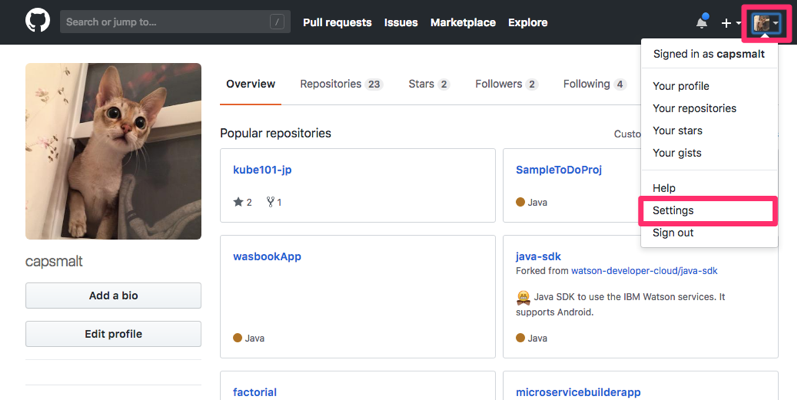 Search or jump to... /
Pull requests Issues Marketplace Explore
Signed in as capsmalt
Your profile
Your repositories
Your stars
Your gists
Help
Settings
Sign out
Overview Repositories 23 Stars 2 Followers 2 Following 4
Popular repositories
kube101-jp
2 1
SampleToDoProj
Java
wasbookApp
Java
java-sdk
Forked from watson-developer-cloud/java-sdk
Java SDK to use the IBM Watson services. It
supports Android.
Java
factorial
microservicebuilderapp
capsmalt
Add a bio
Edit profile